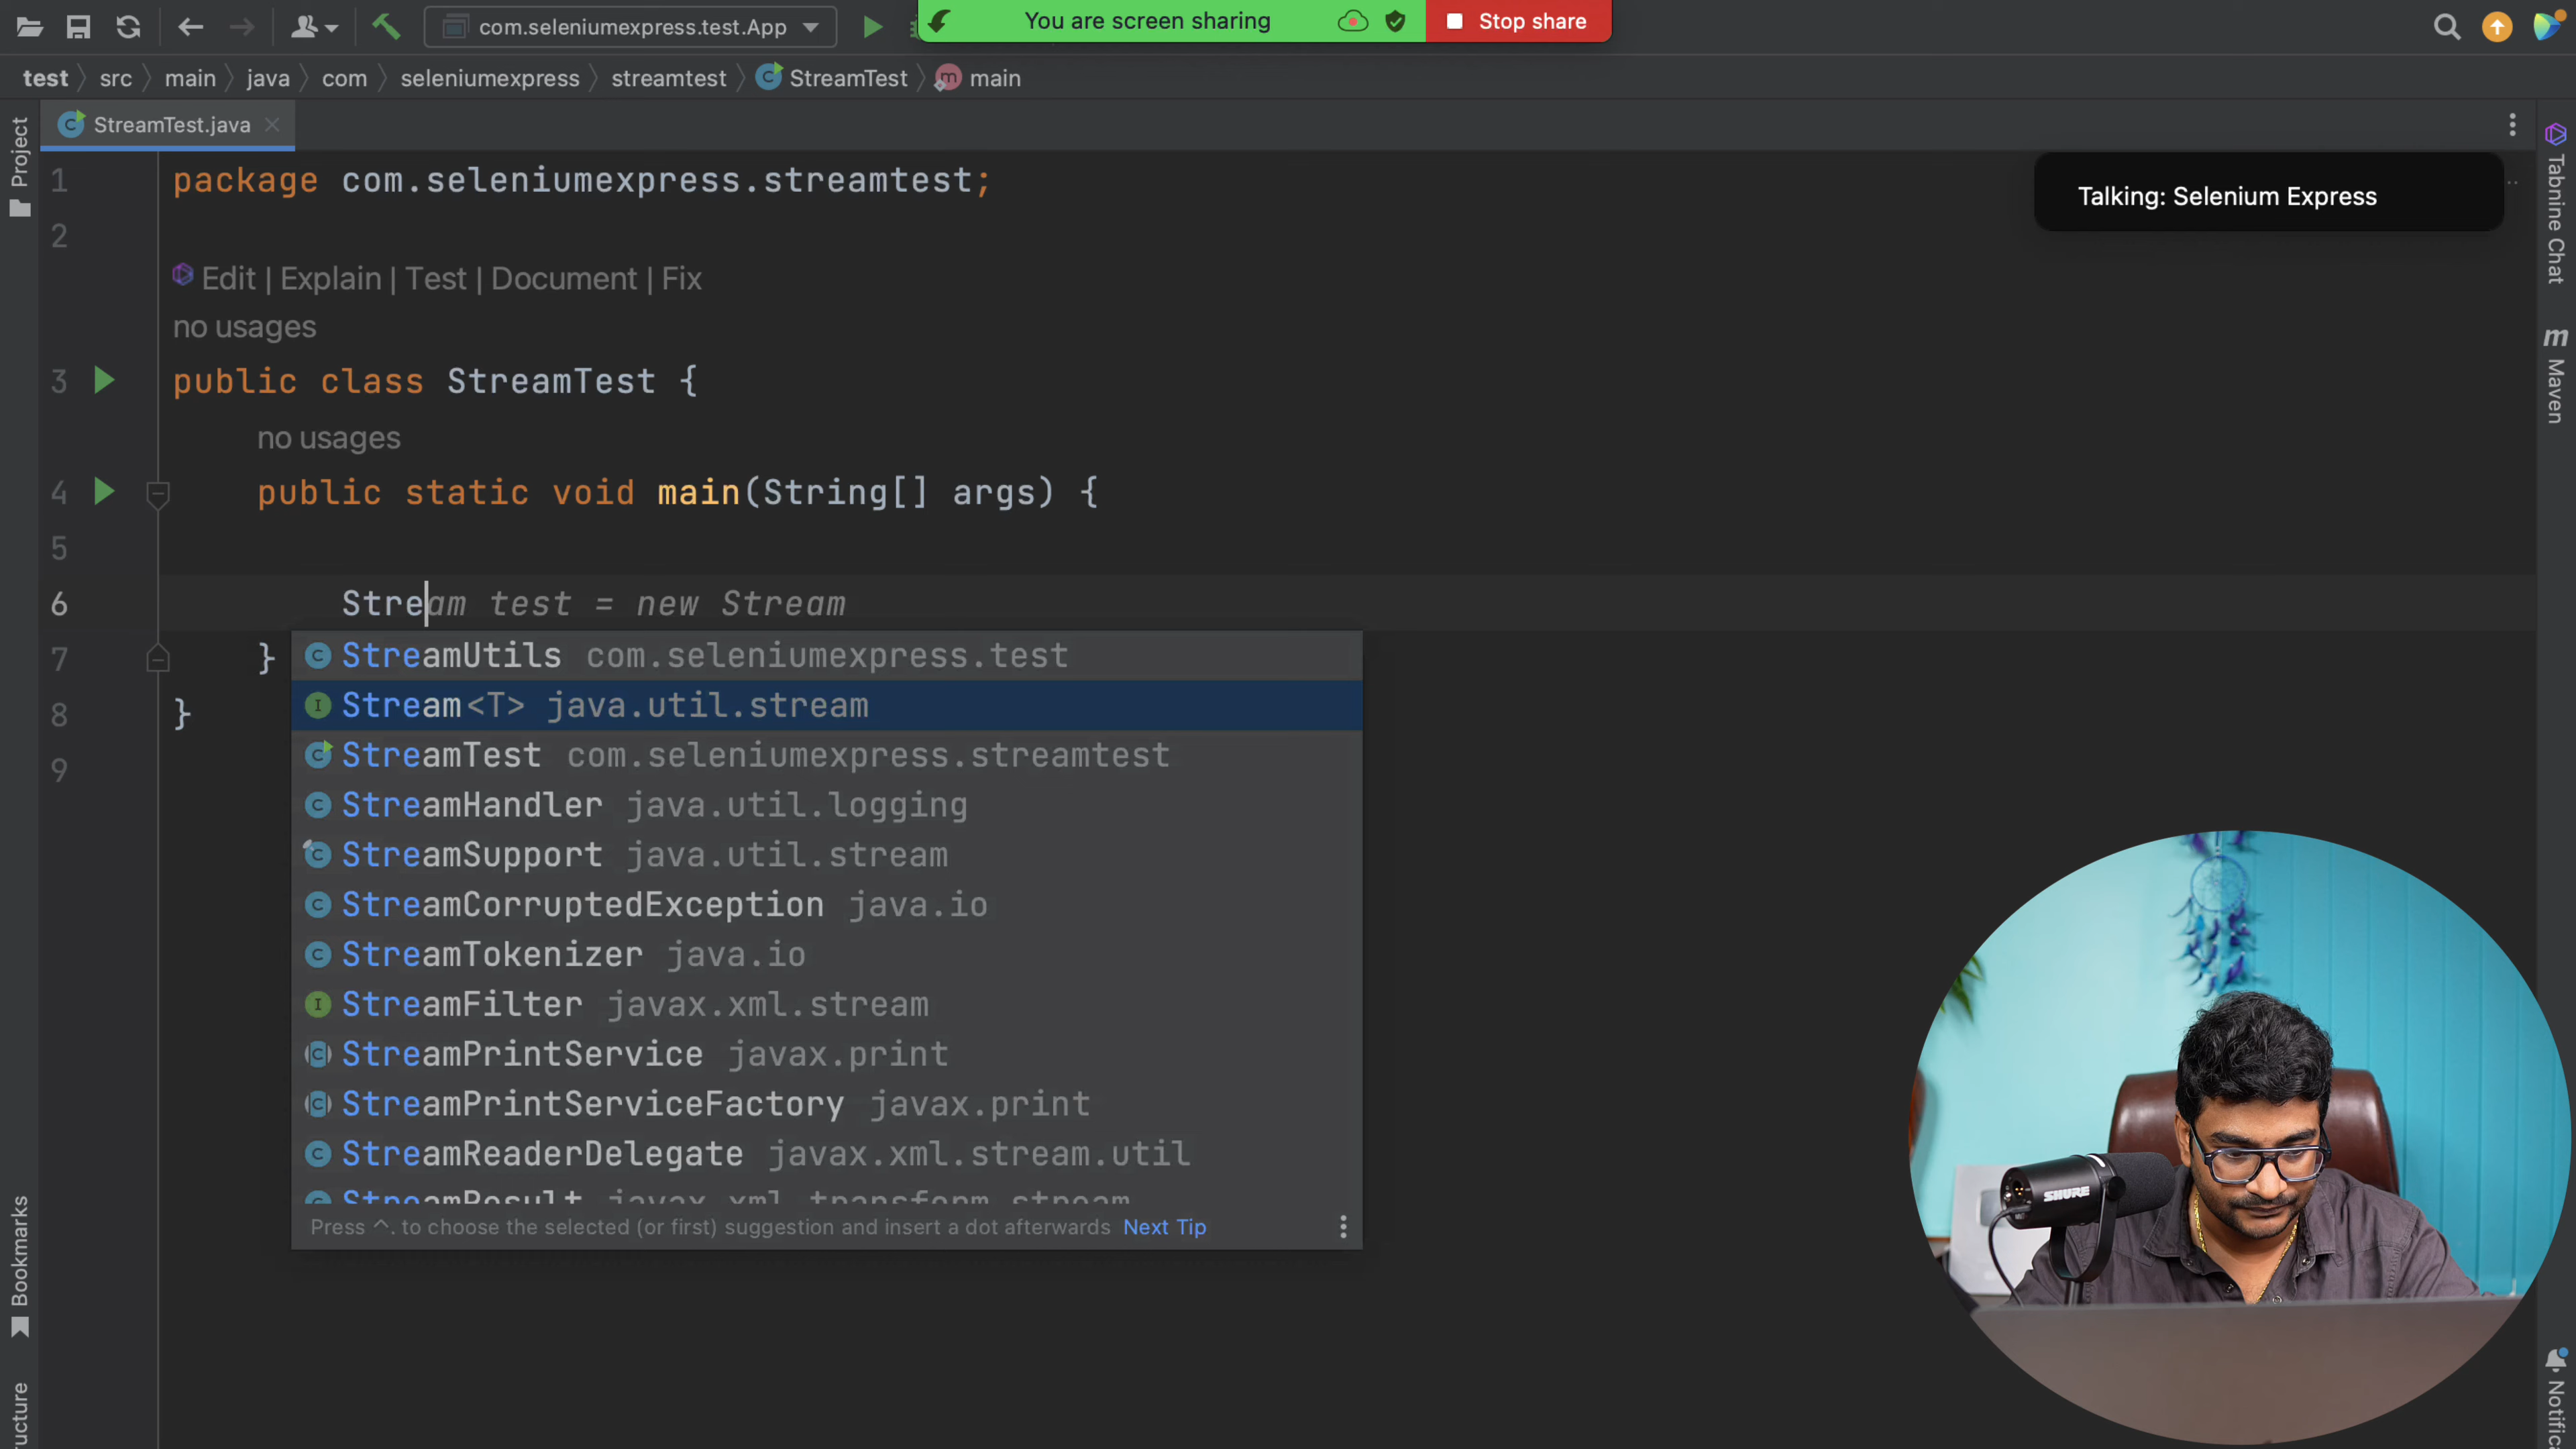 com.seleniumexpress.test.App
You are screen sharing
Stop share
test
src
main
java
com
seleniumexpress
streamtest
StreamTest
main
Project
StreamTest.java
Tabnine Chat
Maven
Talking: Selenium Express
1 package com.seleniumexpress.streamtest;
2
Edit | Explain | Test | Document | Fix
no usages
3 public class StreamTest {
no usages
4 public static void main(String[] args) {
5
6 Stream test = new Stream
7 }
StreamUtils com.seleniumexpress.test
Stream<T> java.util.stream
8 }
StreamTest com.seleniumexpress.streamtest
9
StreamHandler java.util.logging
StreamSupport java.util.stream
StreamCorruptedException java.io
StreamTokenizer java.io
StreamFilter javax.xml.stream
StreamPrintService javax.print
StreamPrintServiceFactory javax.print
StreamReaderDelegate javax.xml.stream.util
StreamResult javax.xml.transform.stream
Press ^. to choose the selected (or first) suggestion and insert a dot afterwards Next Tip
SHURE
Bookmarks
ucture
Notific